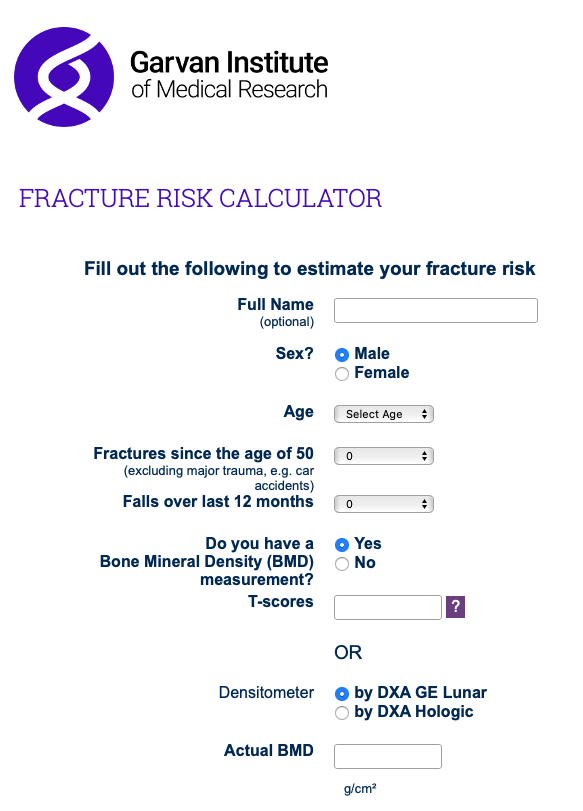 Garvan Institute
of Medical Research
FRACTURE RISK CALCULATOR
Fill out the following to estimate your fracture risk
Full Name
(optional)
Sex?
Male
Female
Age
Select Age
Fractures since the age of 50
0
(excluding major trauma, e.g. car
accidents)
Falls over last 12 months
0
Do you have a
Bone Mineral Density (BMD)
measurement?
Yes
No
T-scores
?
OR
Densitometer
by DXA GE Lunar
by DXA Hologic
Actual BMD
g/cm²